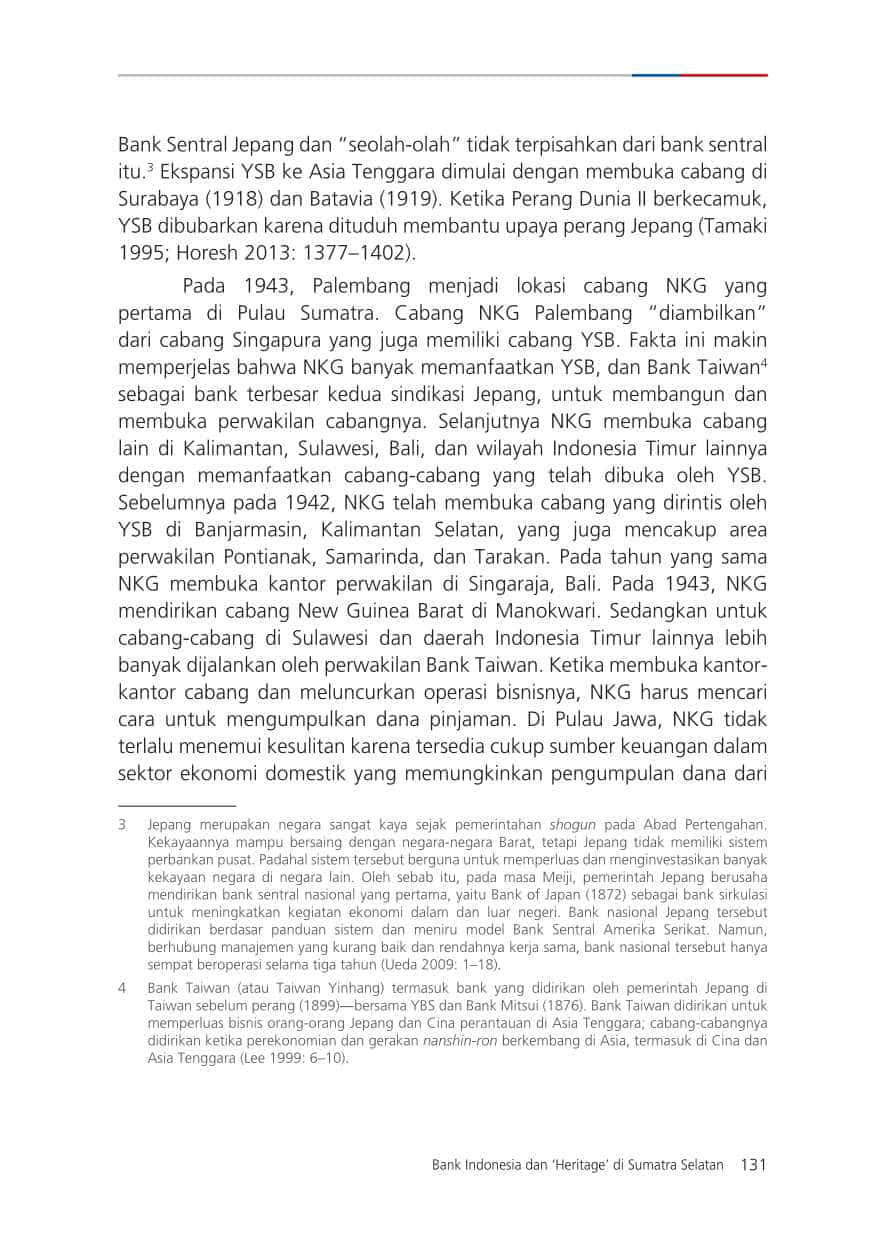 Bank Sentral Jepang dan “seolah-olah” tidak terpisahkan dari bank sentral
itu.3 Ekspansi YSB ke Asia Tenggara dimulai dengan membuka cabang di
Surabaya (1918) dan Batavia (1919). Ketika Perang Dunia II berkecamuk,
YSB dibubarkan karena dituduh membantu upaya perang Jepang (Tamaki
1995; Horesh 2013: 1377–1402).
Pada 1943, Palembang menjadi lokasi cabang NKG yang
pertama di Pulau Sumatra. Cabang NKG Palembang “diambilkan”
dari cabang Singapura yang juga memiliki cabang YSB. Fakta ini makin
memperjelas bahwa NKG banyak memanfaatkan YSB, dan Bank Taiwan4
sebagai bank terbesar kedua sindikasi Jepang, untuk membangun dan
membuka perwakilan cabangnya. Selanjutnya NKG membuka cabang
lain di Kalimantan, Sulawesi, Bali, dan wilayah Indonesia Timur lainnya
dengan memanfaatkan cabang-cabang yang telah dibuka oleh YSB.
Sebelumnya pada 1942, NKG telah membuka cabang yang dirintis oleh
YSB di Banjarmasin, Kalimantan Selatan, yang juga mencakup area
perwakilan Pontianak, Samarinda, dan Tarakan. Pada tahun yang sama
NKG membuka kantor perwakilan di Singaraja, Bali. Pada 1943, NKG
mendirikan cabang New Guinea Barat di Manokwari. Sedangkan untuk
cabang-cabang di Sulawesi dan daerah Indonesia Timur lainnya lebih
banyak dijalankan oleh perwakilan Bank Taiwan. Ketika membuka kantor-
kantor cabang dan meluncurkan operasi bisnisnya, NKG harus mencari
cara untuk mengumpulkan dana pinjaman. Di Pulau Jawa, NKG tidak
terlalu menemui kesulitan karena tersedia cukup sumber keuangan dalam
sektor ekonomi domestik yang memungkinkan pengumpulan dana dari
3 Jepang merupakan negara sangat kaya sejak pemerintahan shogun pada Abad Pertengahan.
Kekayaannya mampu bersaing dengan negara-negara Barat, tetapi Jepang tidak memiliki sistem
perbankan pusat. Padahal sistem tersebut berguna untuk memperluas dan menginvestasikan banyak
kekayaan negara di negara lain. Oleh sebab itu, pada masa Meiji, pemerintah Jepang berusaha
mendirikan bank sentral nasional yang pertama, yaitu Bank of Japan (1872) sebagai bank sirkulasi
untuk meningkatkan kegiatan ekonomi dalam dan luar negeri. Bank nasional Jepang tersebut
didirikan berdasar panduan sistem dan meniru model Bank Sentral Amerika Serikat. Namun,
berhubung manajemen yang kurang baik dan rendahnya kerja sama, bank nasional tersebut hanya
sempat beroperasi selama tiga tahun (Ueda 2009: 1–18).
4 Bank Taiwan (atau Taiwan Yinhang) termasuk bank yang didirikan oleh pemerintah Jepang di
Taiwan sebelum perang (1899)—bersama YBS dan Bank Mitsui (1876). Bank Taiwan didirikan untuk
memperluas bisnis orang-orang Jepang dan Cina perantauan di Asia Tenggara; cabang-cabangnya
didirikan ketika perekonomian dan gerakan nanshin-ron berkembang di Asia, termasuk di Cina dan
Asia Tenggara (Lee 1999: 6–10).
Bank Indonesia dan ‘Heritage’ di Sumatra Selatan 131